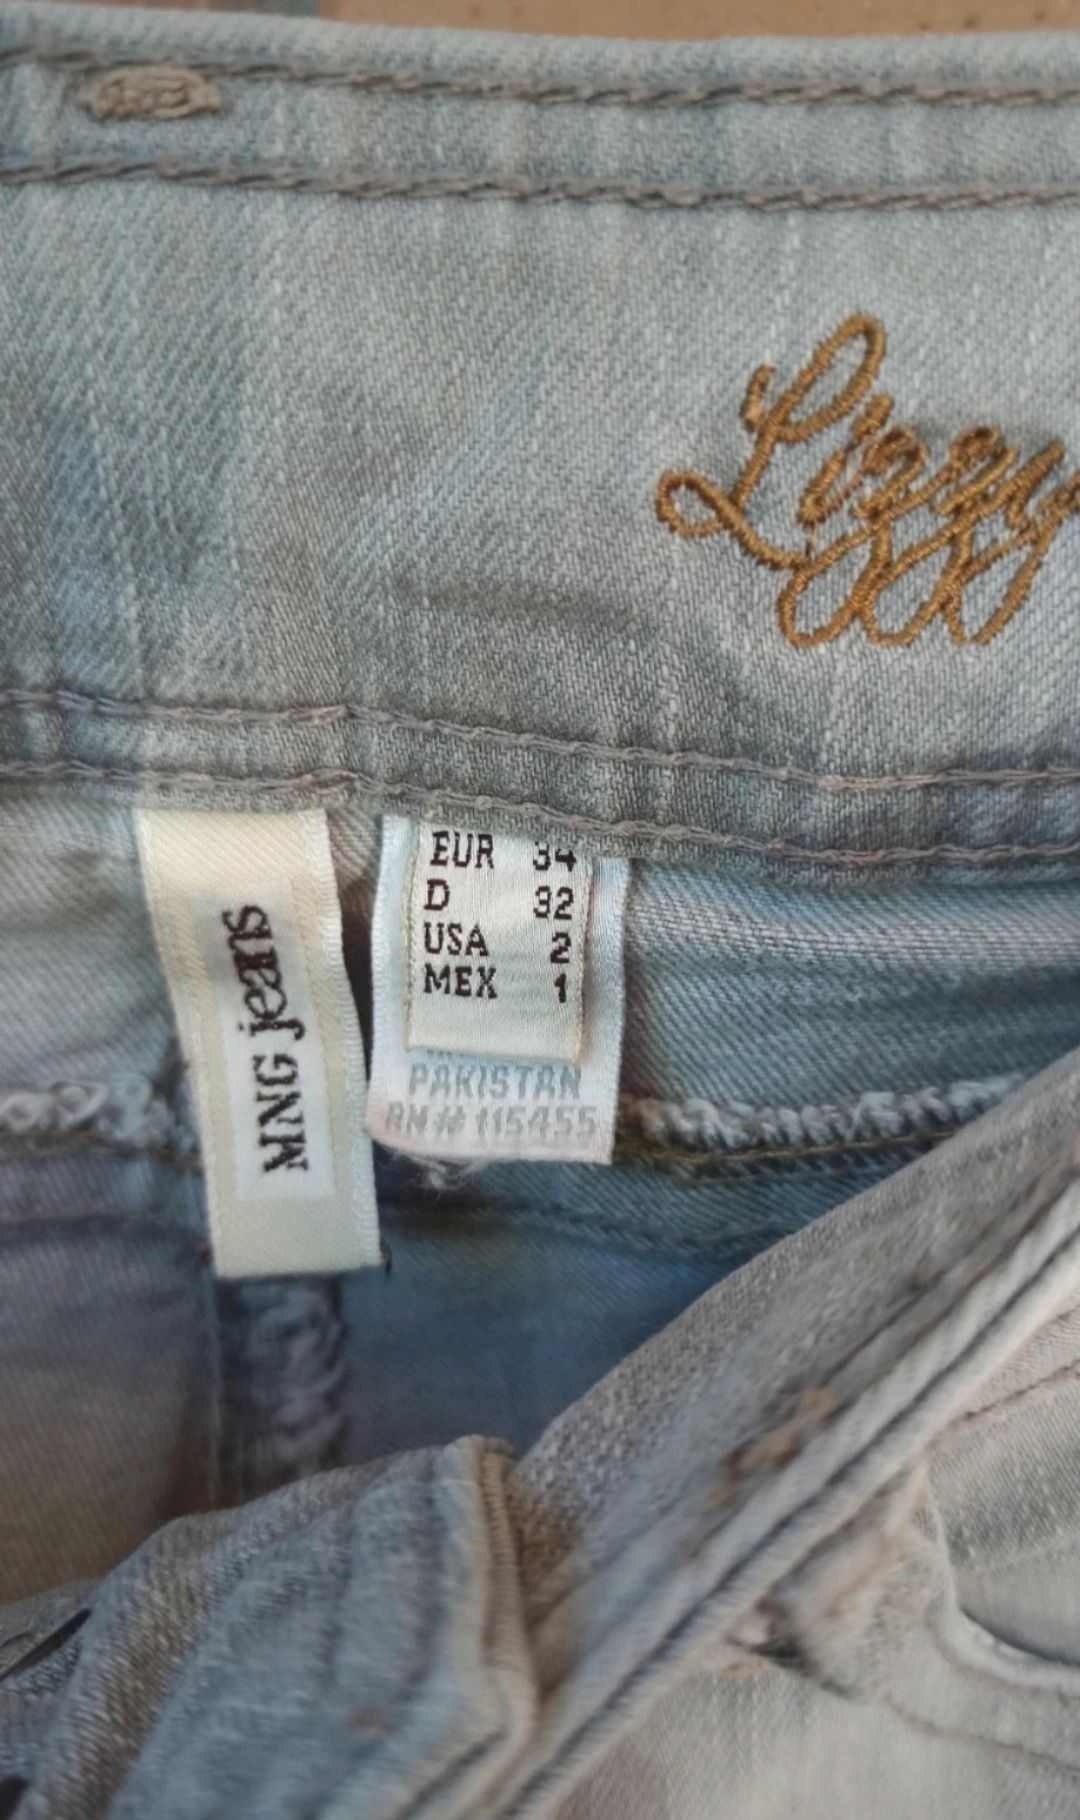 Lizzy
MNG jeans
EUR 34
D 32
USA 2
MEX 1
PAKISTAN
RN # 115455